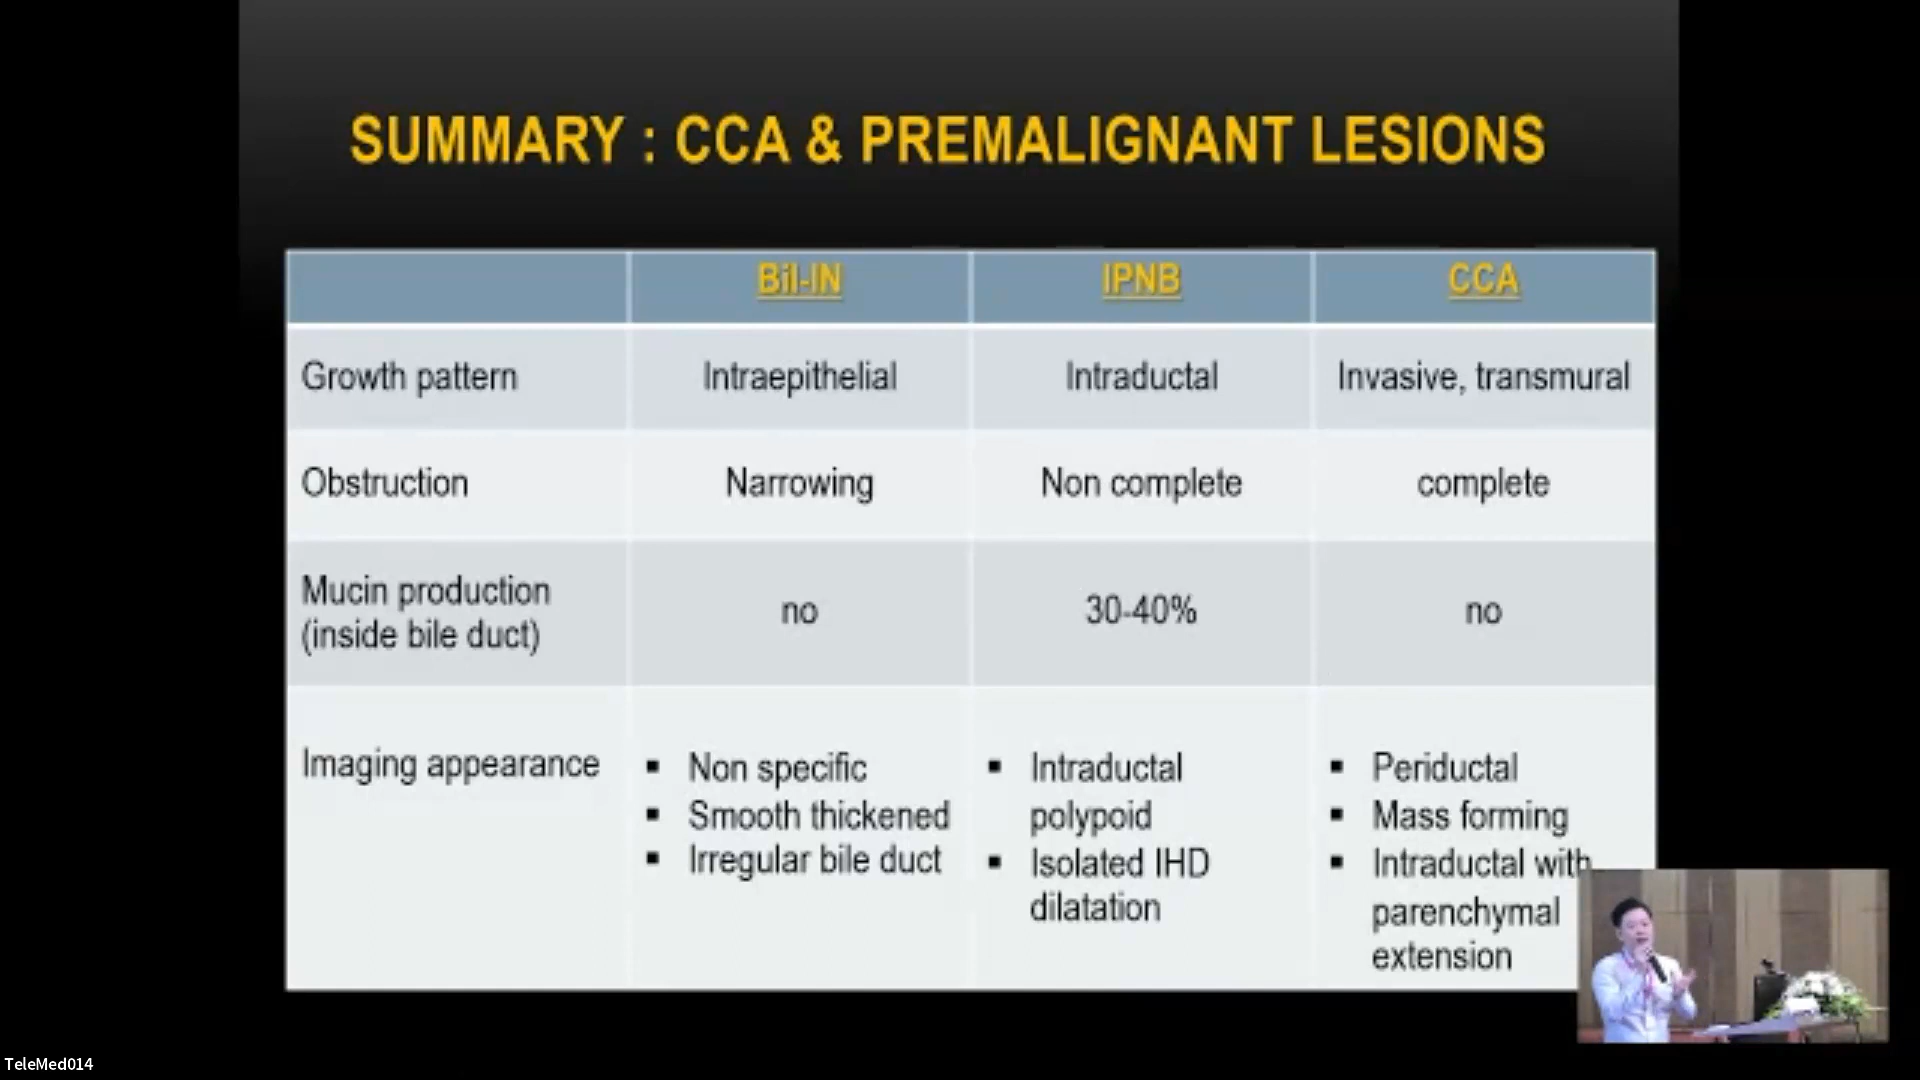 SUMMARY : CCA & PREMALIGNANT LESIONS
BiI-IN IPNB CCA
Growth pattern Intraepithelial Intraductal Invasive, transmural
Obstruction Narrowing Non complete complete
Mucin production
(inside bile duct) no 30-40% no
Imaging appearance
▪ Non specific
▪ Smooth thickened
▪ Irregular bile duct
▪ Intraductal
polypoid
▪ Isolated IHD
dilatation
▪ Periductal
▪ Mass forming
▪ Intraductal with
parenchymal
extension
TeleMed014